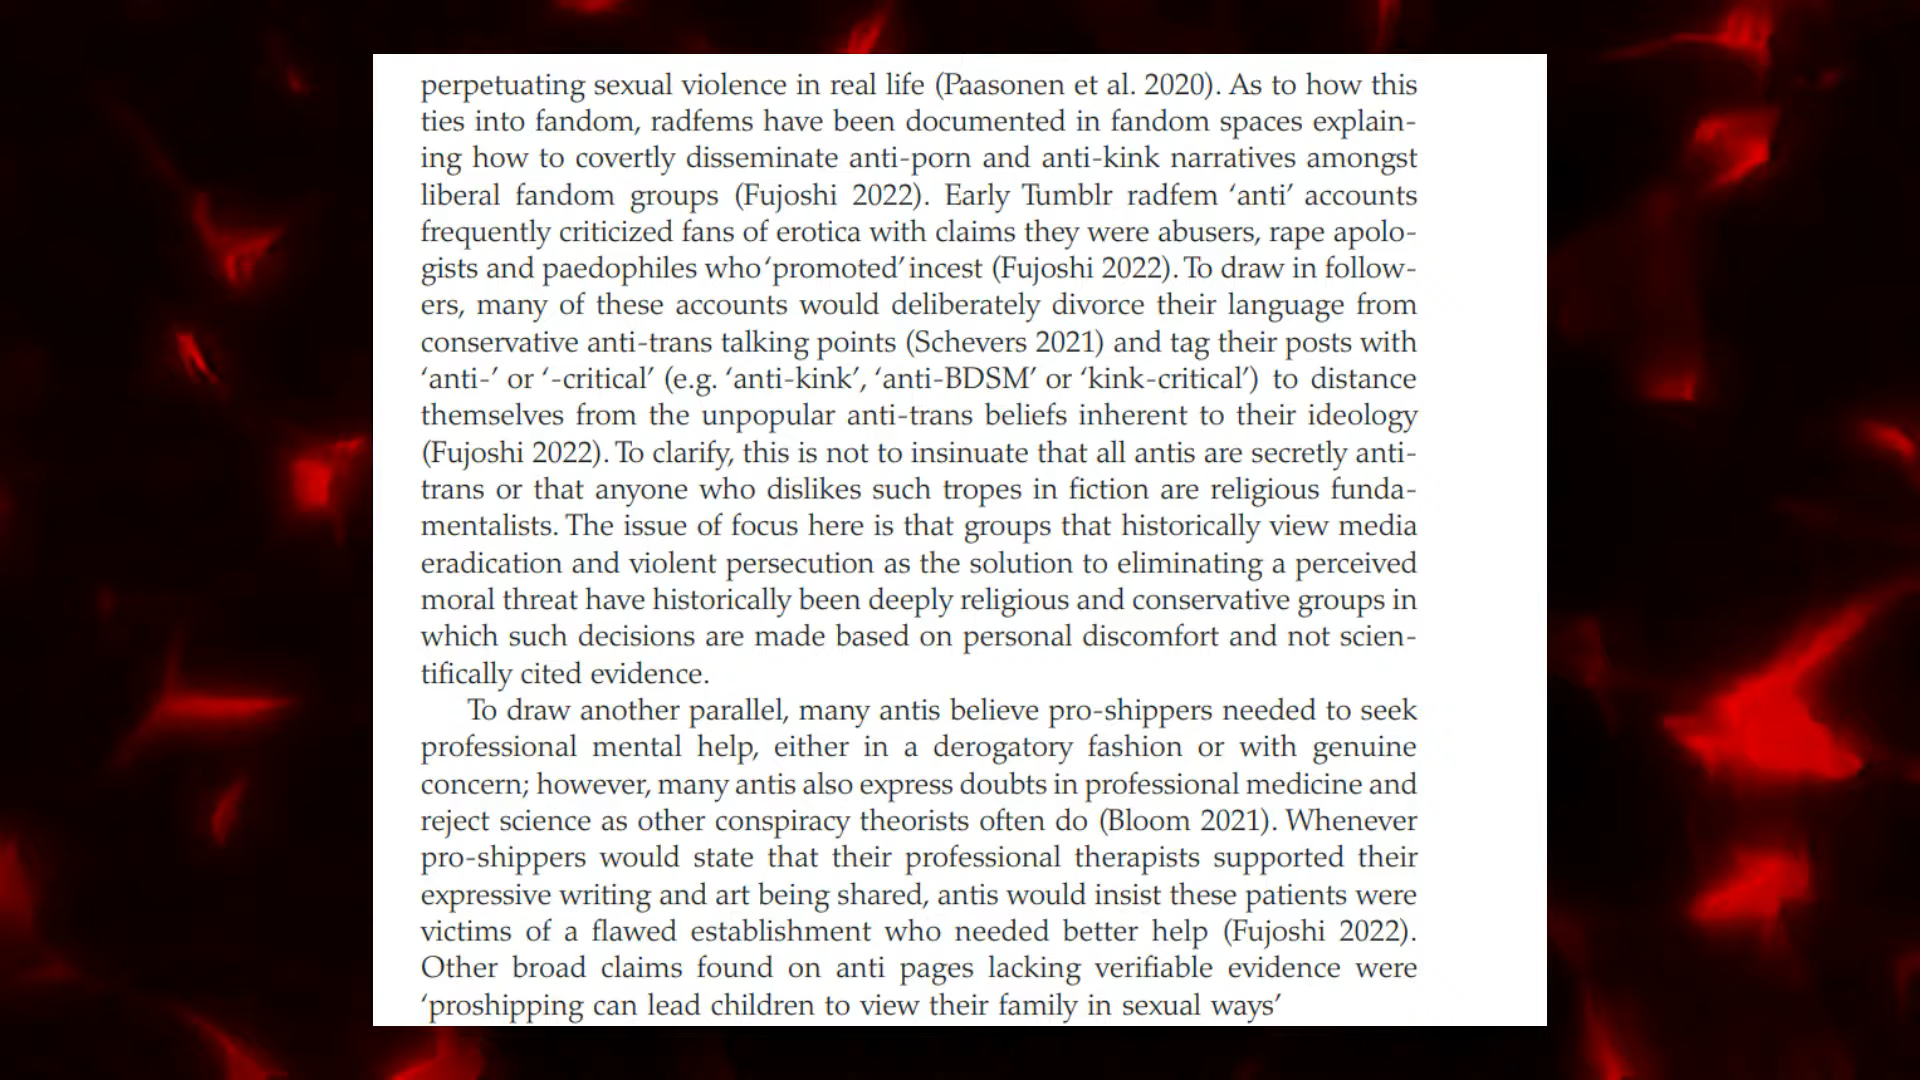 perpetuating sexual violence in real life (Paasonen et al. 2020). As to how this
ties into fandom, radfems have been documented in fandom spaces explain-
ing how to covertly disseminate anti-porn and anti-kink narratives amongst
liberal fandom groups (Fujoshi 2022). Early Tumblr radfem ‘anti’ accounts
frequently criticized fans of erotica with claims they were abusers, rape apolo-
gists and paedophiles who ‘promoted’ incest (Fujoshi 2022). To draw in follow-
ers, many of these accounts would deliberately divorce their language from
conservative anti-trans talking points (Schevers 2021) and tag their posts with
‘anti-’ or ‘-critical’ (e.g. ‘anti-kink’, ‘anti-BDSM’ or ‘kink-critical’) to distance
themselves from the unpopular anti-trans beliefs inherent to their ideology
(Fujoshi 2022). To clarify, this is not to insinuate that all antis are secretly anti-
trans or that anyone who dislikes such tropes in fiction are religious funda-
mentalists. The issue of focus here is that groups that historically view media
eradication and violent persecution as the solution to eliminating a perceived
moral threat have historically been deeply religious and conservative groups in
which such decisions are made based on personal discomfort and not scien-
tifically cited evidence.
To draw another parallel, many antis believe pro-shippers needed to seek
professional mental help, either in a derogatory fashion or with genuine
concern; however, many antis also express doubts in professional medicine and
reject science as other conspiracy theorists often do (Bloom 2021). Whenever
pro-shippers would state that their professional therapists supported their
expressive writing and art being shared, antis would insist these patients were
victims of a flawed establishment who needed better help (Fujoshi 2022).
Other broad claims found on anti pages lacking verifiable evidence were
‘proshipping can lead children to view their family in sexual ways’